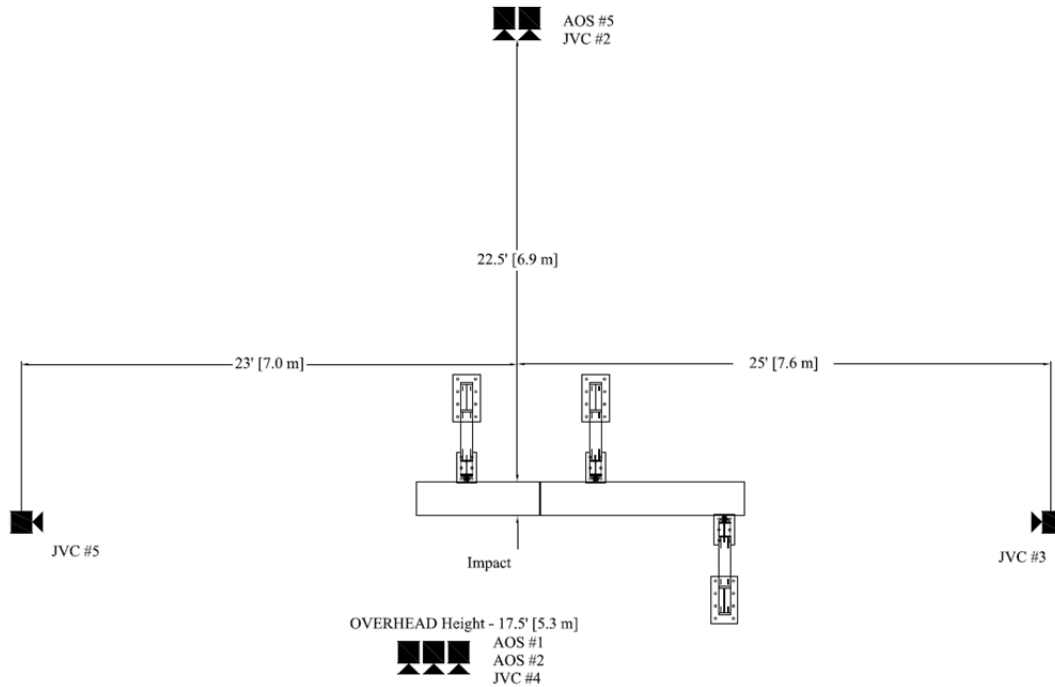 AOS #5
JVC #2
22.5' [6.9 m]
23' [7.0 m]
25' [7.6 m]
JVC #5
JVC #3
Impact
OVERHEAD Height - 17.5' [5.3 m]
AOS #1
AOS #2
JVC #4